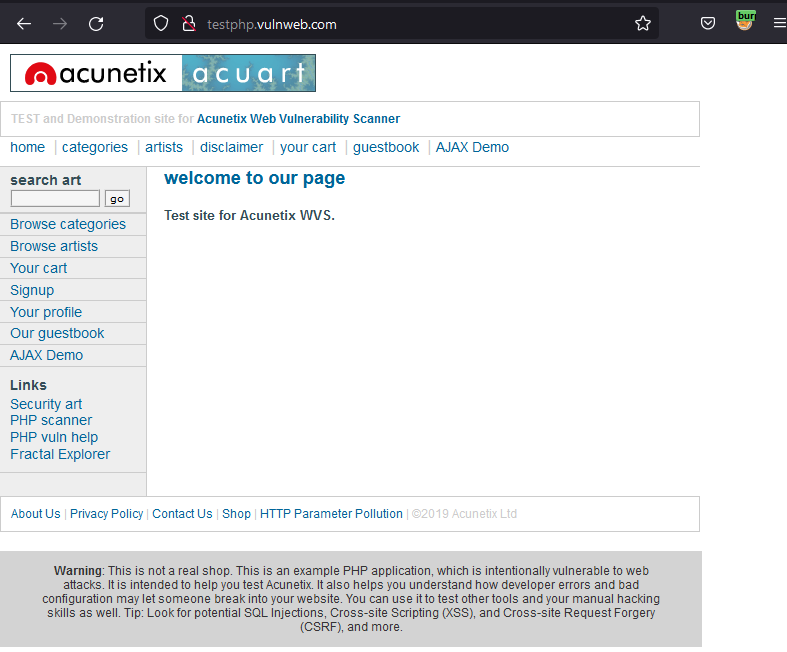 testphp.vulnweb.com
bur
acunetix acuart
TEST and Demonstration site for Acunetix Web Vulnerability Scanner
home | categories | artists | disclaimer | your cart | guestbook | AJAX Demo
search art
go
Browse categories
Browse artists
Your cart
Signup
Your profile
Our guestbook
AJAX Demo
Links
Security art
PHP scanner
PHP vuln help
Fractal Explorer
welcome to our page
Test site for Acunetix WVS.
About Us | Privacy Policy | Contact Us | Shop | HTTP Parameter Pollution | ©2019 Acunetix Ltd
Warning: This is not a real shop. This is an example PHP application, which is intentionally vulnerable to web
attacks. It is intended to help you test Acunetix. It also helps you understand how developer errors and bad
configuration may let someone break into your website. You can use it to test other tools and your manual hacking
skills as well. Tip: Look for potential SQL Injections, Cross-site Scripting (XSS), and Cross-site Request Forgery
(CSRF), and more.